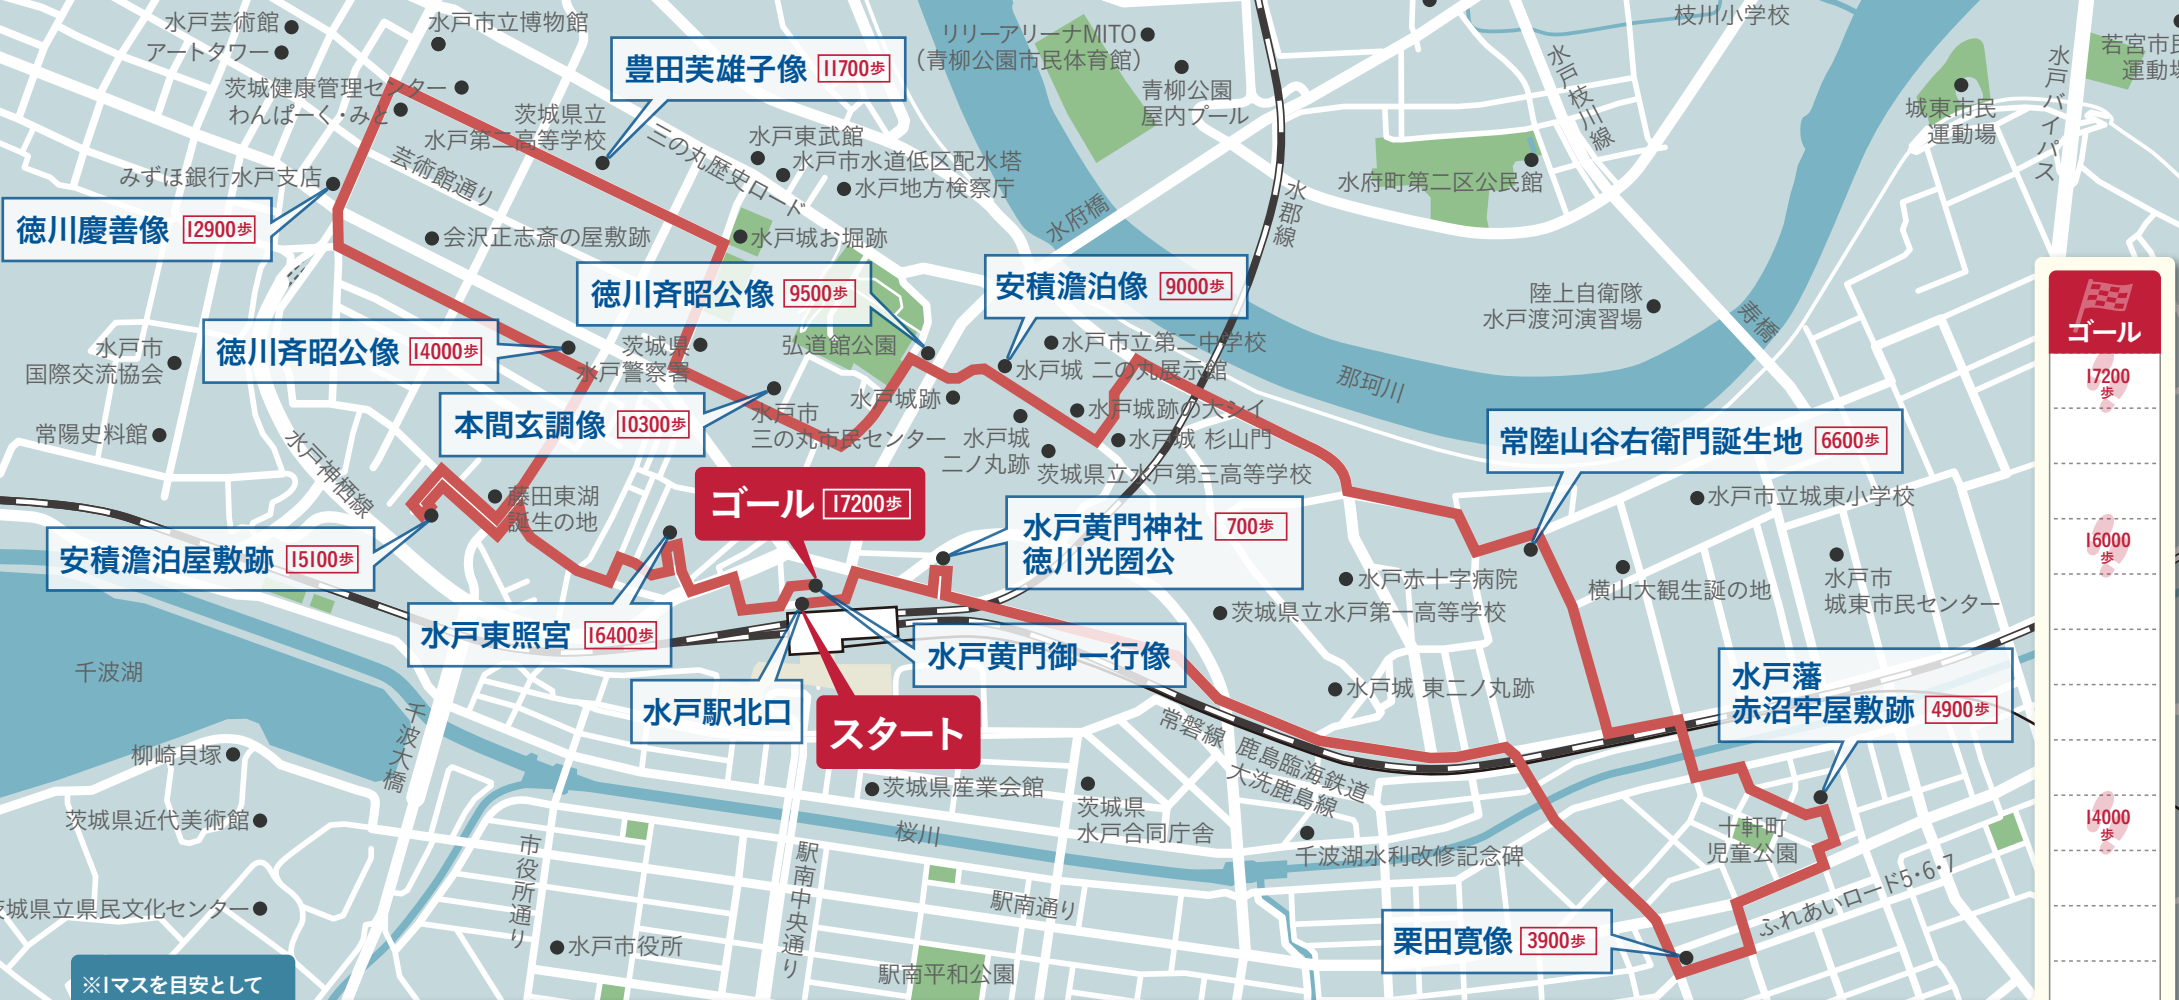 水戸芸術館
アートタワー
水戸市立博物館
茨城健康管理センター
わんぱーく・みと
茨城県立
水戸第二高等学校
芸術館通り
みずほ銀行水戸支店
豊田芙雄子像 11700歩
リリーアリーナMITO
（青柳公園市民体育館）
青柳公園
屋内プール
三の丸歴史ロード
水戸東武館
水戸市水道低区配水塔
水戸地方検察庁
水府橋
水郡線
水府町第二区公民館
水戸枝川線
枝川小学校
城東市民
運動場
水戸バイパス
若宮市民
運動場
徳川慶善像 12900歩
会沢正志斎の屋敷跡
水戸城お堀跡
徳川斉昭公像 9500歩
安積澹泊像 9000歩
陸上自衛隊
水戸渡河演習場
寿橋
那珂川
ゴール
17200
歩
16000
歩
14000
歩
徳川斉昭公像 14000歩
茨城県
水戸警察署
弘道館公園
水戸市立第二中学校
水戸城 二の丸展示館
水戸市
国際交流協会
本間玄調像 10300歩
水戸市
三の丸市民センター
水戸城跡
水戸城跡の大シイ
水戸城 杉山門
水戸城
二ノ丸跡
茨城県立水戸第三高等学校
常陸山谷右衛門誕生地 6600歩
水戸市立城東小学校
常陽史料館
水戸神栖線
藤田東湖
誕生の地
ゴール 17200歩
水戸黄門神社 700歩
徳川光圀公
安積澹泊屋敷跡 15100歩
水戸赤十字病院
茨城県立水戸第一高等学校
横山大観生誕の地
水戸市
城東市民センター
水戸東照宮 16400歩
水戸黄門御一行像
水戸駅北口
スタート
水戸城 東二ノ丸跡
水戸藩
赤沼牢屋敷跡 4900歩
千波湖
千波大橋
柳崎貝塚
常磐線
鹿島臨海鉄道
大洗鹿島線
茨城県産業会館
茨城県
水戸合同庁舎
桜川
千波湖水利改修記念碑
十軒町
児童公園
茨城県近代美術館
茨城県立県民文化センター
市役所通り
駅南中央通り
駅南通り
ふれあいロード5・6・7
水戸市役所
駅南平和公園
栗田寛像 3900歩
※1マスを目安として